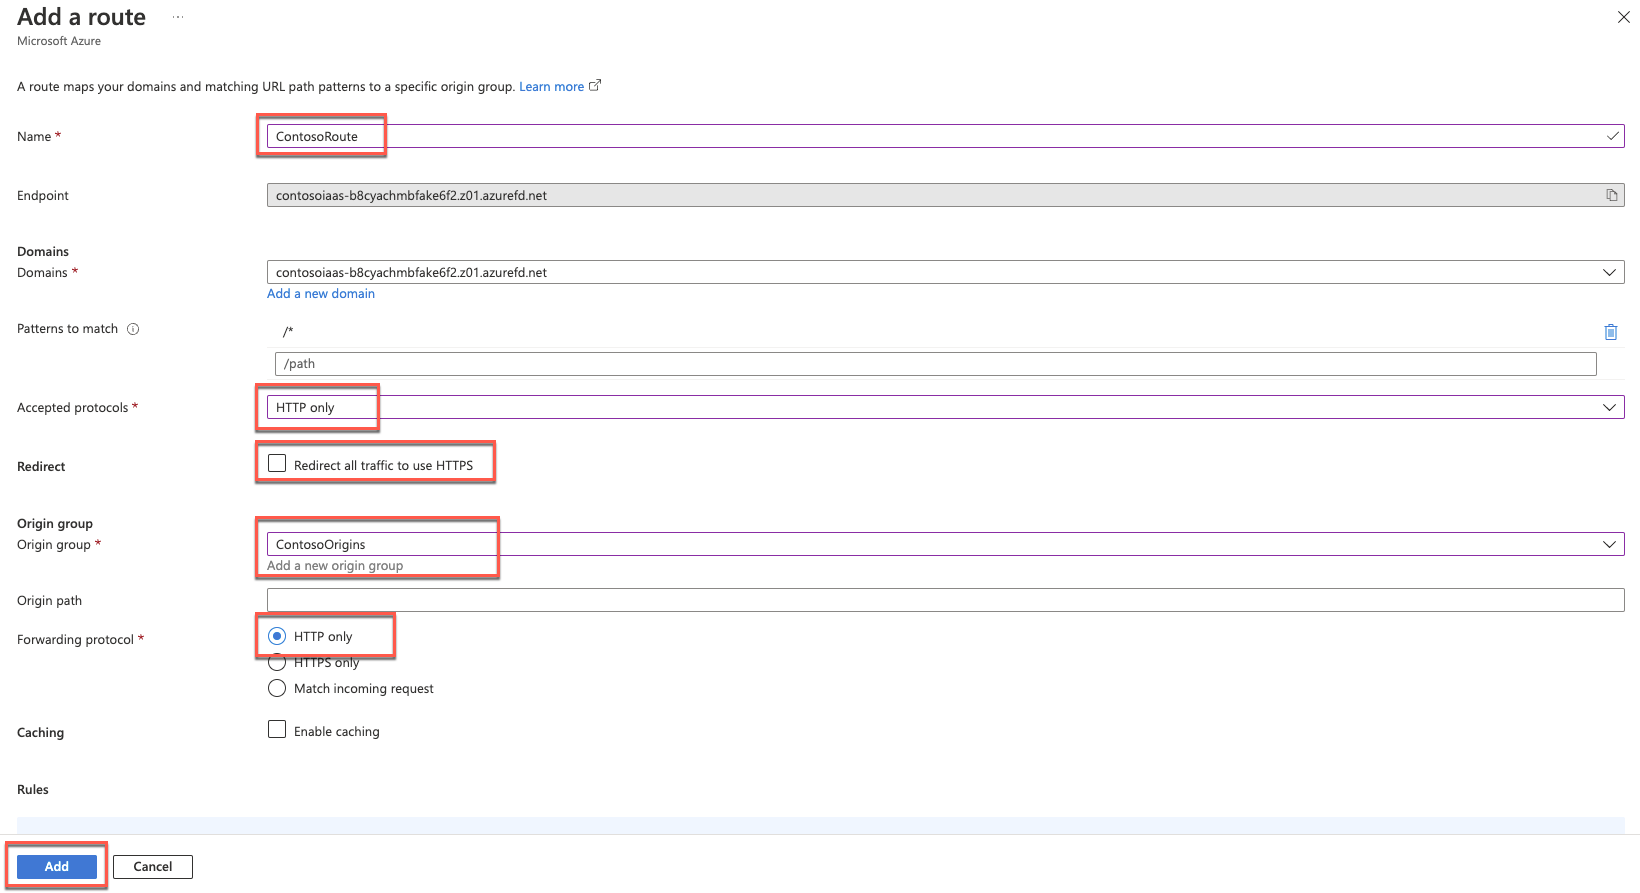 Add a route ...
Microsoft Azure
A route maps your domains and matching URL path patterns to a specific origin group. Learn more
Name * ContosoRoute
Endpoint contosoiaas-b8cyachmbfake6f2.z01.azurefd.net
Domains
Domains * contosoiaas-b8cyachmbfake6f2.z01.azurefd.net
Add a new domain
Patterns to match /*
/path
Accepted protocols * HTTP only
Redirect Redirect all traffic to use HTTPS
Origin group
Origin group * ContosoOrigins
Add a new origin group
Origin path
Forwarding protocol * HTTP only
HTTPS only
Match incoming request
Caching Enable caching
Rules
Add Cancel